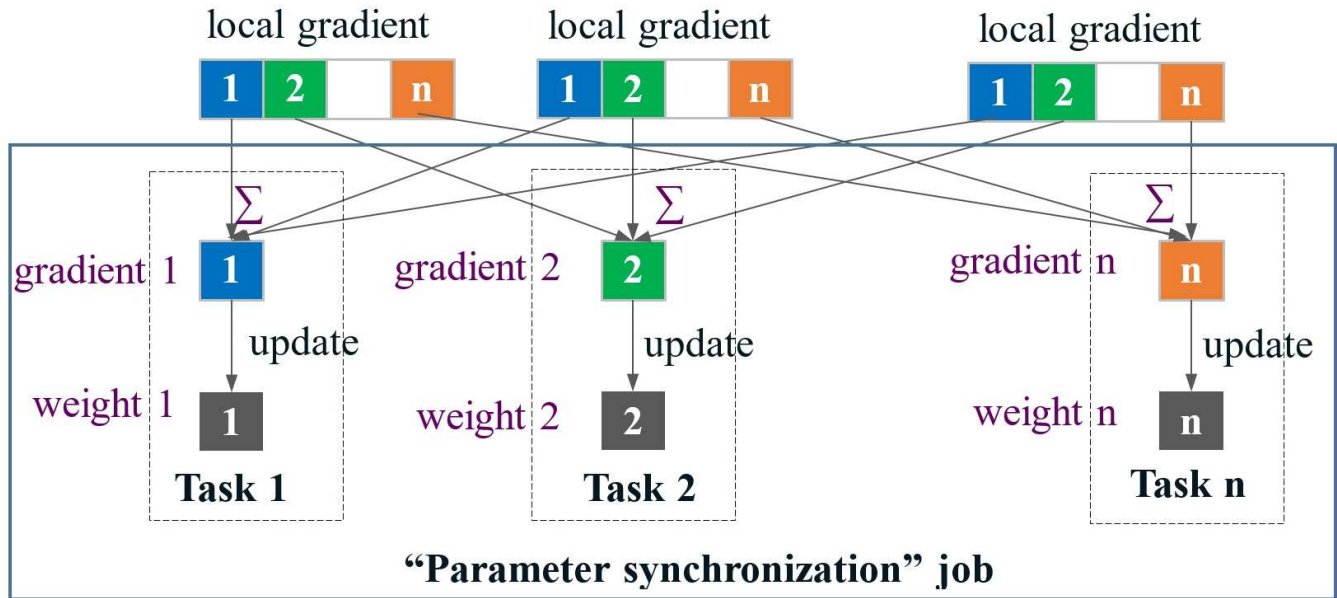 local gradient local gradient local gradient
1 2 n 1 2 n 1 2 n
∑ ∑ ∑
gradient 1 1 gradient 2 2 gradient n n
update update update
weight 1 1 weight 2 2 weight n n
Task 1 Task 2 Task n
“Parameter synchronization” job